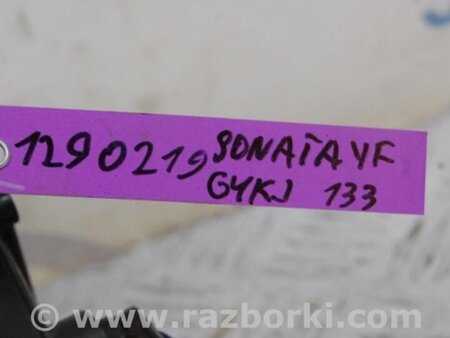 1290219 SONATA YF
G4KJ 133
© www.razborki.com